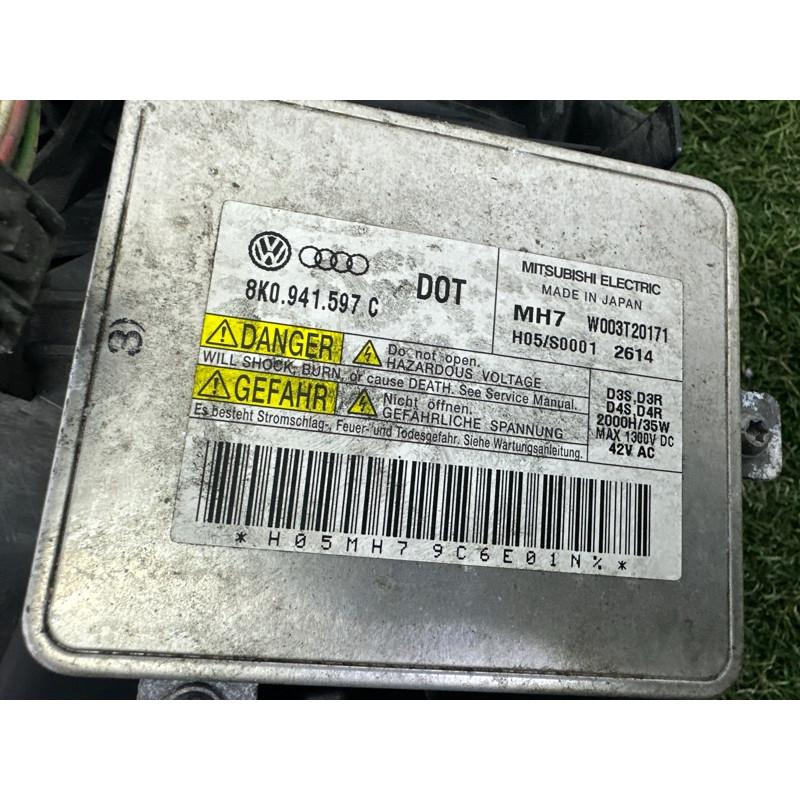 8K0.941.597 C
DOT
MITSUBISHI ELECTRIC
MADE IN JAPAN
MH7 W003T20171
H05/S0001 2614
DANGER Do not open.
HAZARDOUS VOLTAGE
WILL SHOCK, BURN, or cause DEATH. See Service Manual.
GEFAHR Nicht öffnen.
GEFÄHRLICHE SPANNUNG
Es besteht Stromschlag-, Feuer- und Todesgefahr. Siehe Wartungsanleitung.
D3S,D3R
D4S,D4R
2000H/35W
MAX 1300V DC
42V AC
*H05MH79C6E01N%*
3)